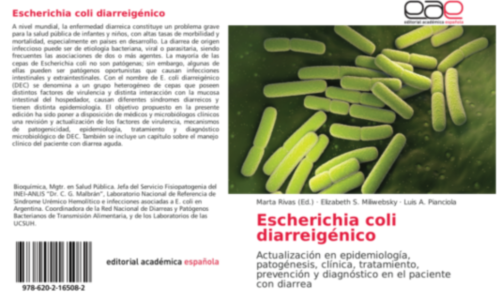 Escherichia coli diarreigénico
A nivel mundial, la enfermedad diarreica constituye un problema grave
para la salud pública de infantes y niños, con altas tasas de morbilidad y
mortalidad, especialmente en países en desarrollo. La diarrea de origen
infeccioso puede ser de etiología bacteriana, viral o parasitaria, siendo
frecuentes las asociaciones de dos o más agentes. La mayoría de las
cepas de Escherichia coli no son patógenas; sin embargo, algunas de
ellas pueden ser patógenos oportunistas que causan infecciones
intestinales y extraintestinales. Con el nombre de E. coli diarreigénico
(DEC) se denomina a un grupo heterogéneo de cepas que poseen
distintos factores de virulencia y distinta interacción con la mucosa
intestinal del hospedador, causan diferentes síndromes diarreicos y
tienen distinta epidemiología. El objetivo propuesto en la presente
edición ha sido poner a disposición de médicos y microbiólogos clínicos
una revisión y actualización de los factores de virulencia, mecanismos
de patogenicidad, epidemiología, tratamiento y diagnóstico
microbiológico de DEC. También se incluye un capítulo sobre el manejo
clínico del paciente con diarrea aguda.
Bioquímica, Mgtr. en Salud Pública. Jefa del Servicio Fisiopatogenia del
INEI-ANLIS "Dr. C. G. Malbrán", Laboratorio Nacional de Referencia de
Síndrome Urémico Hemolítico e infecciones asociadas a E. coli en
Argentina. Coordinadora de la Red Nacional de Diarreas y Patógenos
Bacterianos de Transmisión Alimentaria, y de los Laboratorios de las
UCSUH.
978-620-2-16508-2
editorial académica española
eae
editorial académica española
Marta Rivas (Ed.) · Elizabeth S. Miliwebsky · Luis A. Pianciola
Escherichia coli
diarreigénico
Actualización en epidemiología,
patogénesis, clínica, tratamiento,
prevención y diagnóstico en el paciente
con diarrea